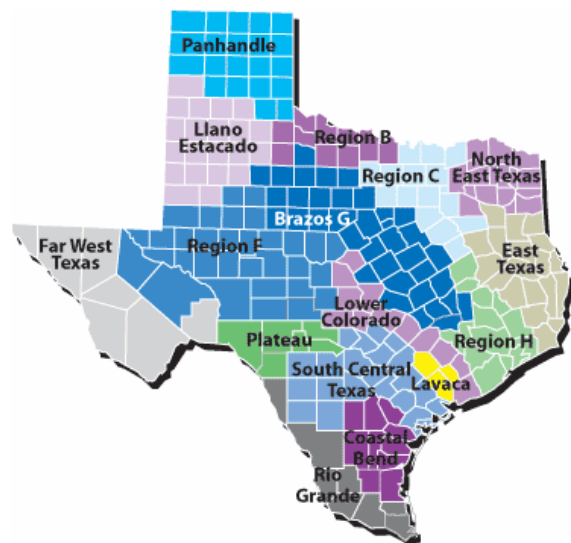 Panhandle
Llano
Estacado
Region B
North
East Texas
Region C
Brazos G
Far West
Texas
Region F
East
Texas
Lower
Colorado
Plateau
Region H
South Central
Texas
Lavaca
Coastal
Bend
Rio
Grande